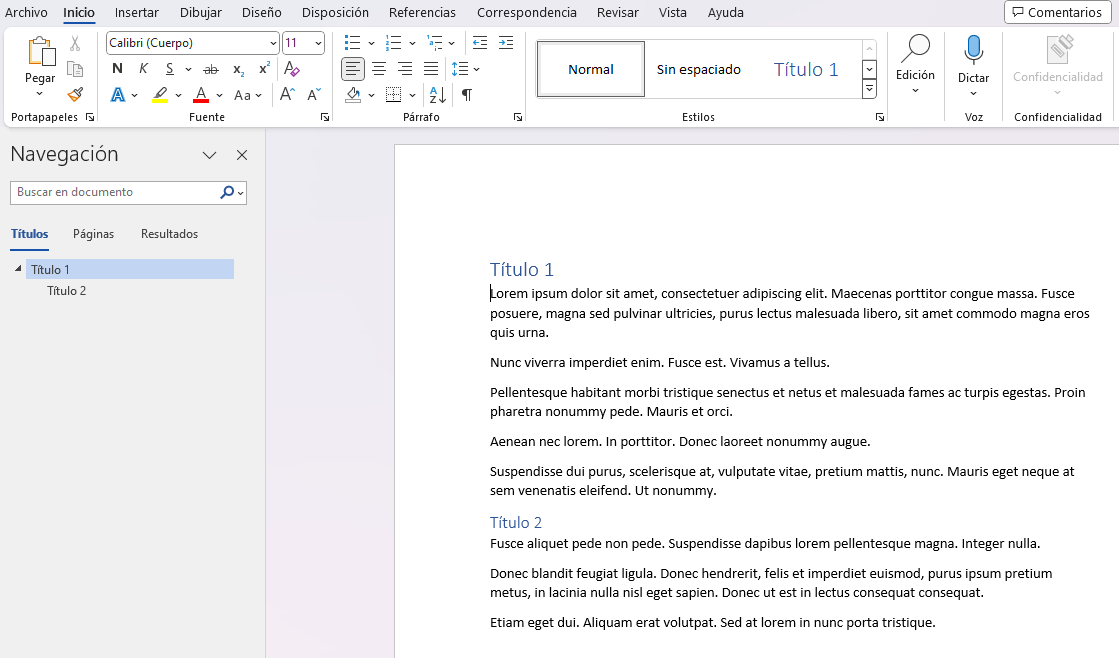 Archivo Inicio Insertar Dibujar Diseño Disposición Referencias Correspondencia Revisar Vista Ayuda Comentarios
Pegar
Portapapeles
Calibri (Cuerpo) 11
N K S ab x₂ x² A
A A Aa A A
Fuente
Párrafo
Normal Sin espaciado Título 1
Estilos
Edición
Dictar
Voz
Confidencialidad
Confidencialidad
Navegación
Buscar en documento
Títulos Páginas Resultados
Título 1
Título 2
Título 1
Lorem ipsum dolor sit amet, consectetuer adipiscing elit. Maecenas porttitor congue massa. Fusce
posuere, magna sed pulvinar ultricies, purus lectus malesuada libero, sit amet commodo magna eros
quis urna.
Nunc viverra imperdiet enim. Fusce est. Vivamus a tellus.
Pellentesque habitant morbi tristique senectus et netus et malesuada fames ac turpis egestas. Proin
pharetra nonummy pede. Mauris et orci.
Aenean nec lorem. In porttitor. Donec laoreet nonummy augue.
Suspendisse dui purus, scelerisque at, vulputate vitae, pretium mattis, nunc. Mauris eget neque at
sem venenatis eleifend. Ut nonummy.
Título 2
Fusce aliquet pede non pede. Suspendisse dapibus lorem pellentesque magna. Integer nulla.
Donec blandit feugiat ligula. Donec hendrerit, felis et imperdiet euismod, purus ipsum pretium
metus, in lacinia nulla nisl eget sapien. Donec ut est in lectus consequat consequat.
Etiam eget dui. Aliquam erat volutpat. Sed at lorem in nunc porta tristique.